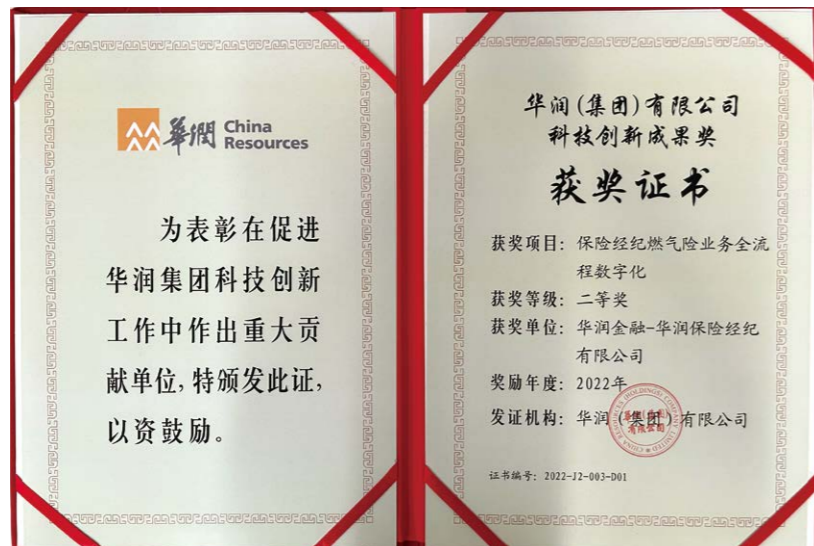 華潤 China
Resources
为表彰在促进
华润集团科技创新
工作中作出重大贡
献单位,特颁发此证,
以资鼓励。
华润(集团)有限公司
科技创新成果奖
获奖证书
获奖项目：保险经纪燃气险业务全流
程数字化
获奖等级：二等奖
获奖单位：华润金融-华润保险经纪
有限公司
奖励年度：2022年
发证机构：华润(集团)有限公司
证书编号：2022-J2-003-D01